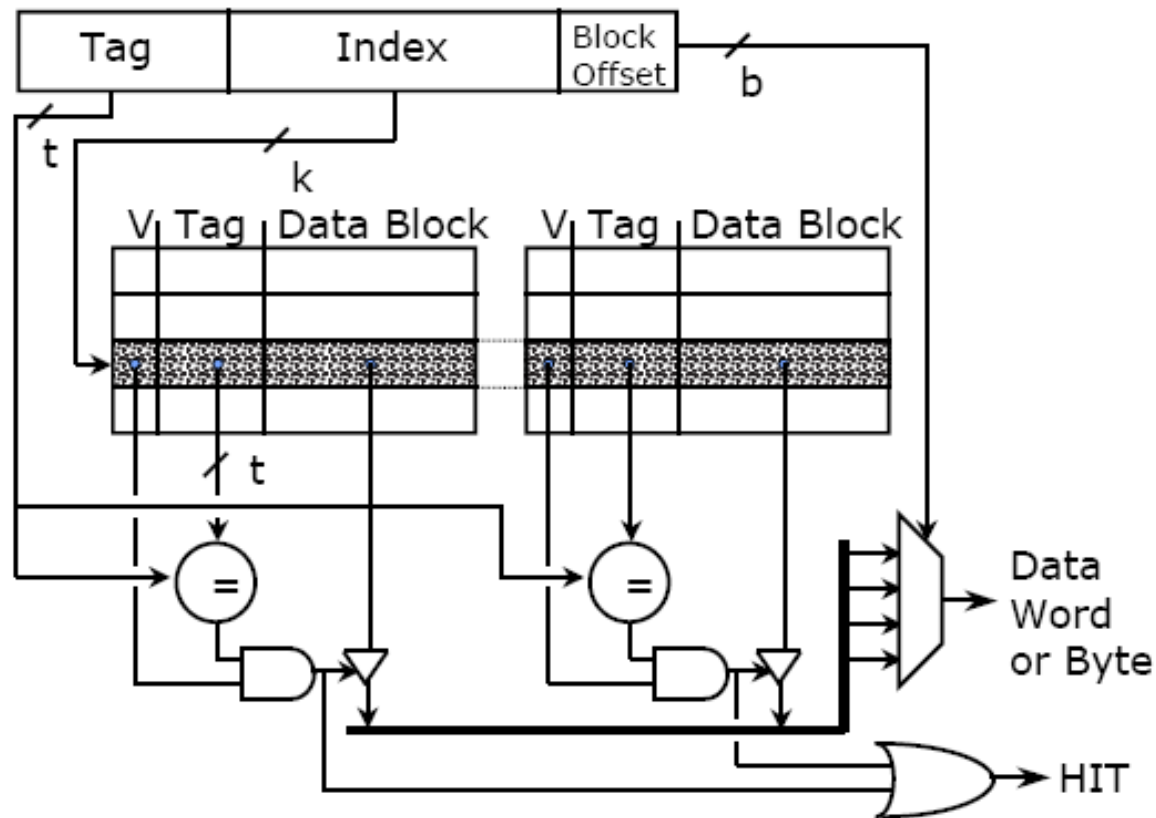 Tag
Index
Block
Offset
b
t
k
V Tag Data Block
V Tag Data Block
t
=
=
Data
Word
or Byte
HIT